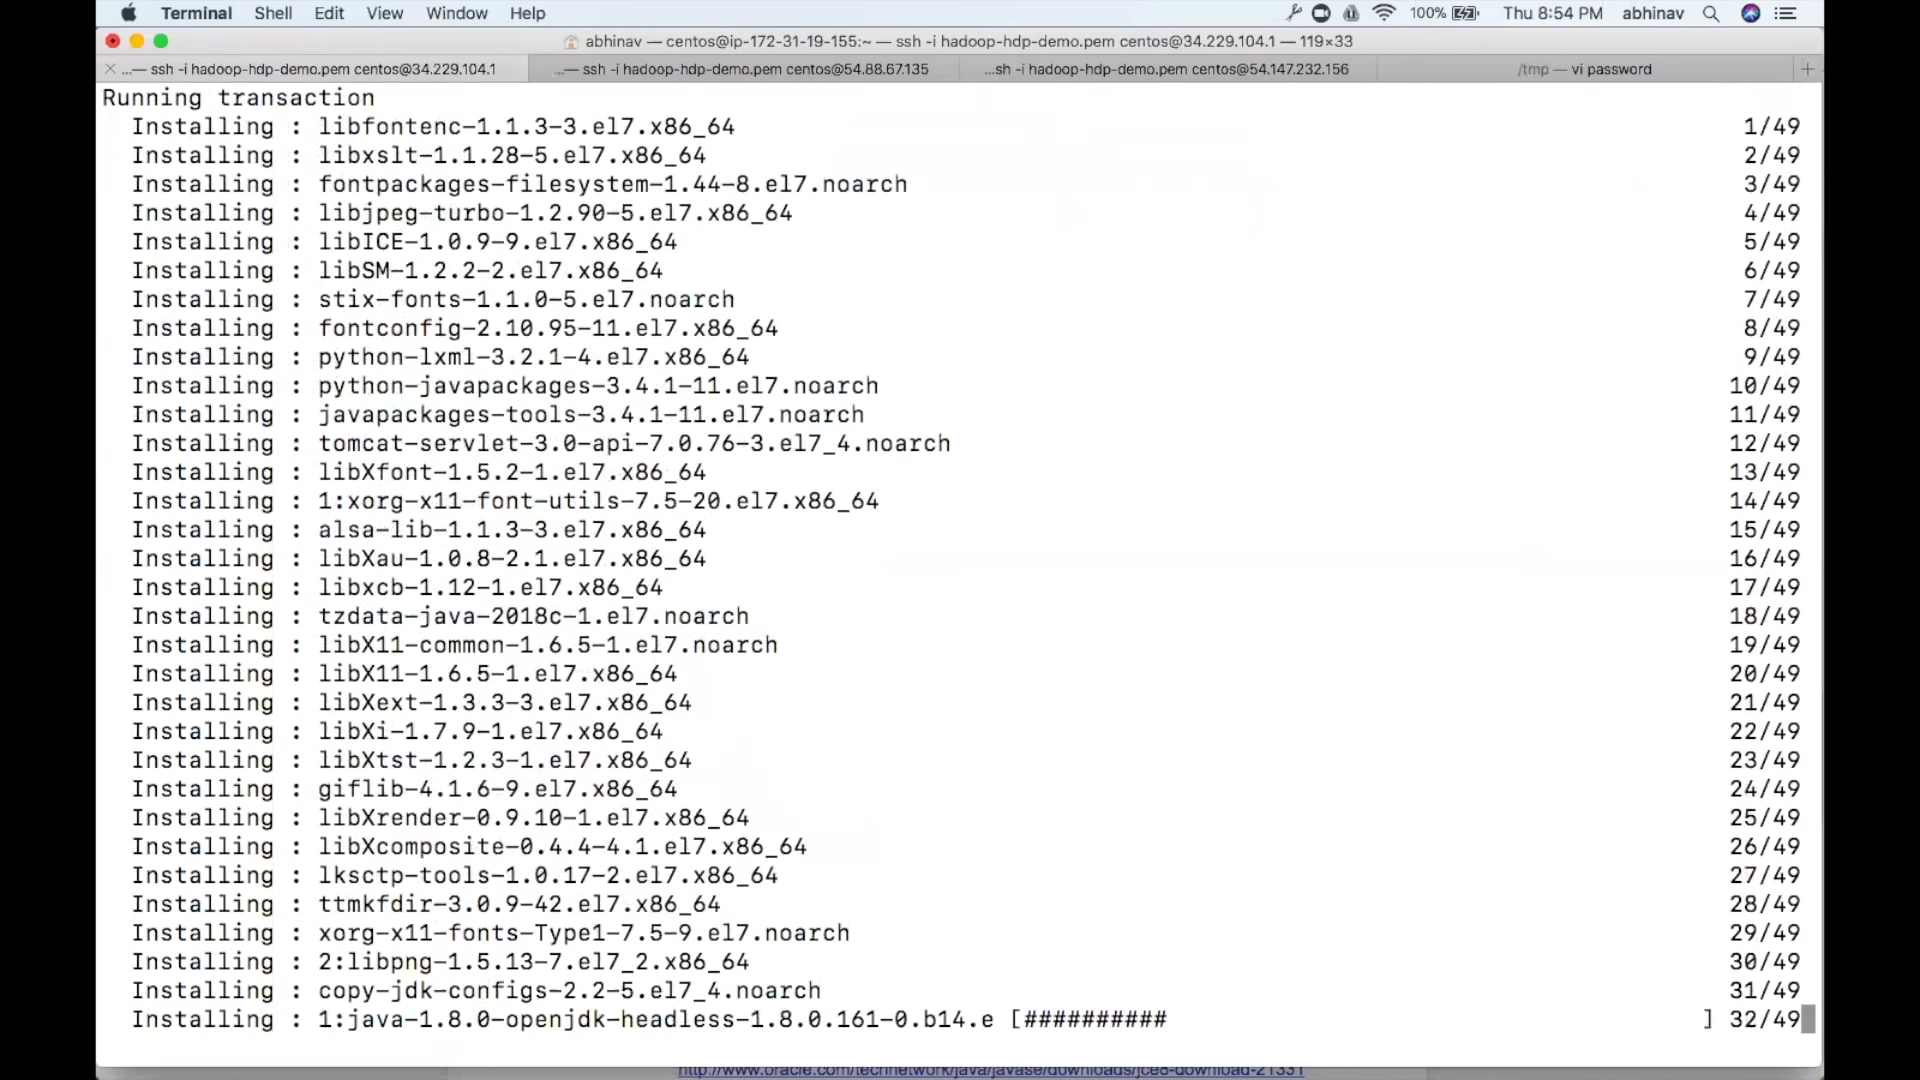 Terminal Shell Edit View Window Help 100% Thu 8:54 PM abhinav
abhinav — centos@ip-172-31-19-155:~ — ssh -i hadoop-hdp-demo.pem centos@34.229.104.1 — 119×33
...— ssh -i hadoop-hdp-demo.pem centos@34.229.104.1 ...— ssh -i hadoop-hdp-demo.pem centos@54.88.67.135 ...sh -i hadoop-hdp-demo.pem centos@54.147.232.156 /tmp — vi password +
Running transaction
Installing : libfontenc-1.1.3-3.el7.x86_64 1/49
Installing : libxslt-1.1.28-5.el7.x86_64 2/49
Installing : fontpackages-filesystem-1.44-8.el7.noarch 3/49
Installing : libjpeg-turbo-1.2.90-5.el7.x86_64 4/49
Installing : libICE-1.0.9-9.el7.x86_64 5/49
Installing : libSM-1.2.2-2.el7.x86_64 6/49
Installing : stix-fonts-1.1.0-5.el7.noarch 7/49
Installing : fontconfig-2.10.95-11.el7.x86_64 8/49
Installing : python-lxml-3.2.1-4.el7.x86_64 9/49
Installing : python-javapackages-3.4.1-11.el7.noarch 10/49
Installing : javapackages-tools-3.4.1-11.el7.noarch 11/49
Installing : tomcat-servlet-3.0-api-7.0.76-3.el7_4.noarch 12/49
Installing : libXfont-1.5.2-1.el7.x86_64 13/49
Installing : 1:xorg-x11-font-utils-7.5-20.el7.x86_64 14/49
Installing : alsa-lib-1.1.3-3.el7.x86_64 15/49
Installing : libXau-1.0.8-2.1.el7.x86_64 16/49
Installing : libxcb-1.12-1.el7.x86_64 17/49
Installing : tzdata-java-2018c-1.el7.noarch 18/49
Installing : libX11-common-1.6.5-1.el7.noarch 19/49
Installing : libX11-1.6.5-1.el7.x86_64 20/49
Installing : libXext-1.3.3-3.el7.x86_64 21/49
Installing : libXi-1.7.9-1.el7.x86_64 22/49
Installing : libXtst-1.2.3-1.el7.x86_64 23/49
Installing : giflib-4.1.6-9.el7.x86_64 24/49
Installing : libXrender-0.9.10-1.el7.x86_64 25/49
Installing : libXcomposite-0.4.4-4.1.el7.x86_64 26/49
Installing : lksctp-tools-1.0.17-2.el7.x86_64 27/49
Installing : ttmkfdir-3.0.9-42.el7.x86_64 28/49
Installing : xorg-x11-fonts-Type1-7.5-9.el7.noarch 29/49
Installing : 2:libpng-1.5.13-7.el7_2.x86_64 30/49
Installing : copy-jdk-configs-2.2-5.el7_4.noarch 31/49
Installing : 1:java-1.8.0-openjdk-headless-1.8.0.161-0.b14.e [########## ] 32/49
http://www.oracle.com/technetwork/java/javase/downloads/jce8-download-21331